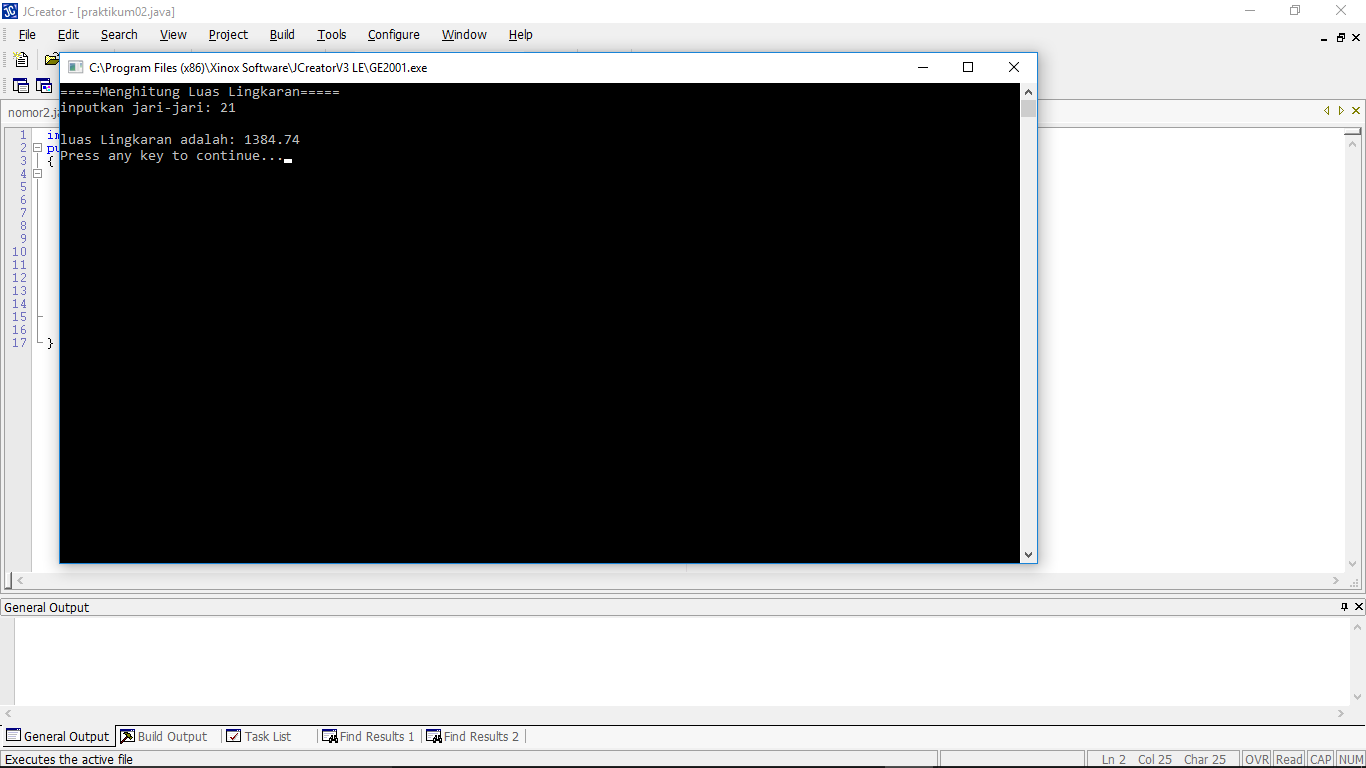 JCreator - [praktikum02.java]
File Edit Search View Project Build Tools Configure Window Help
C:\Program Files (x86)\Xinox Software\JCreatorV3 LE\GE2001.exe
nomor2.j
=====Menghitung Luas Lingkaran=====
inputkan jari-jari: 21
luas Lingkaran adalah: 1384.74
Press any key to continue...
1 im
2 pu
3 {
4
5
6
7
8
9
10
11
12
13
14
15
16
17 }
General Output
General Output Build Output Task List Find Results 1 Find Results 2
Executes the active file Ln 2 Col 25 Char 25 OVR Read CAP NUM